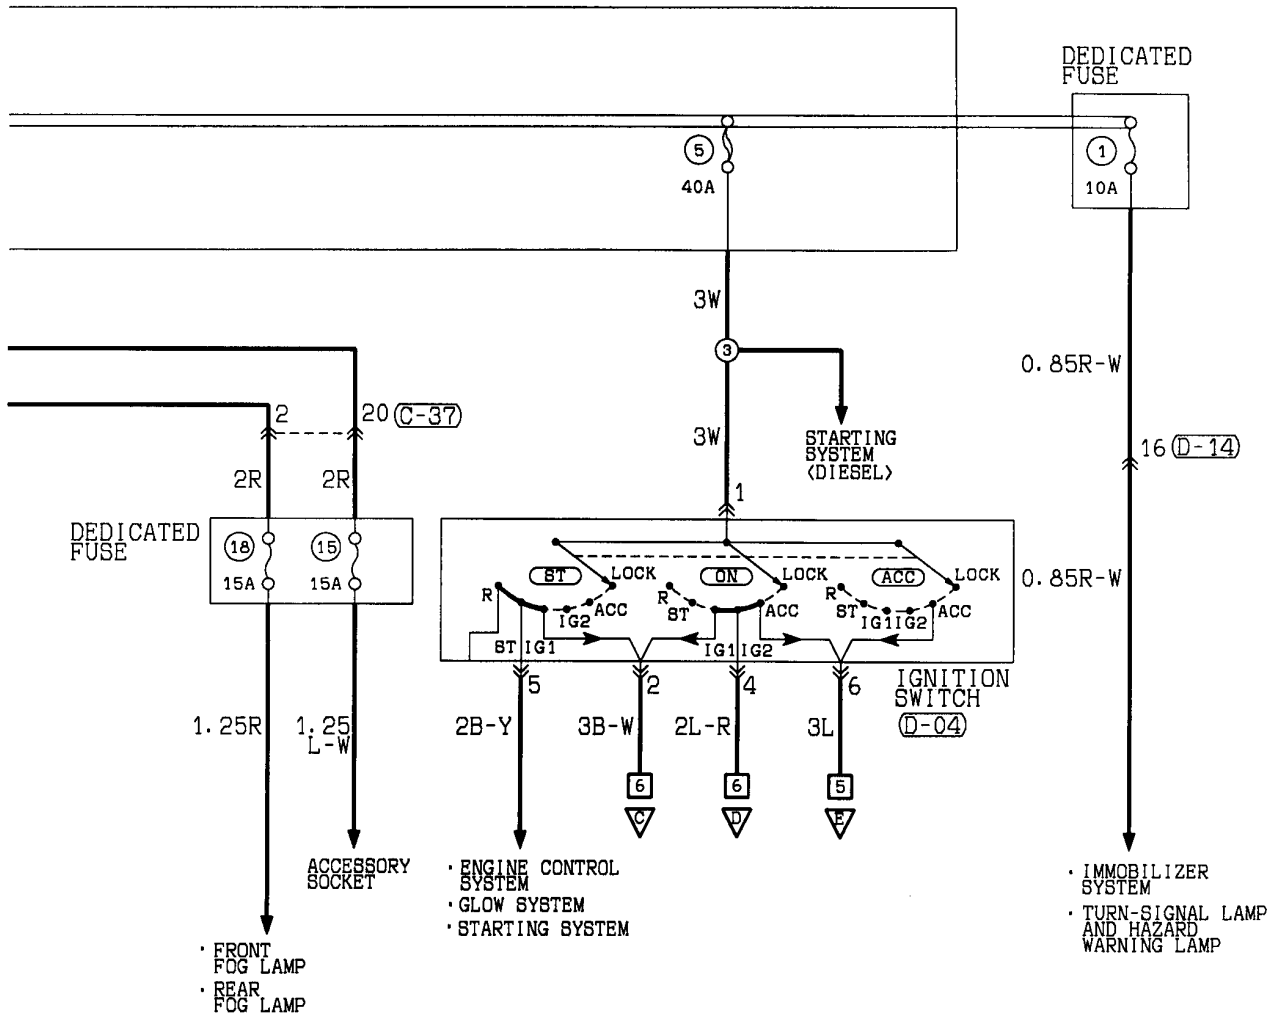 DEDICATED
FUSE
5
40A
1
10A
3W
3
0.85R-W
2
20 C-37
3W
STARTING
SYSTEM
<DIESEL>
16 D-14
2R
2R
1
DEDICATED
FUSE
18
15A
15
15A
ST
LOCK
ON
LOCK
ACC
LOCK
0.85R-W
R
IG2
ACC
R
ST
ACC
R
ST
IG1
IG2
ACC
ST
IG1
IG1
IG2
5
2
4
6
IGNITION
SWITCH
D-04
1.25R
1.25
L-W
2B-Y
3B-W
2L-R
3L
6
6
5
C
D
E
ACCESSORY
SOCKET
· ENGINE CONTROL
SYSTEM
· GLOW SYSTEM
· STARTING SYSTEM
· IMMOBILIZER
SYSTEM
· TURN-SIGNAL LAMP
AND HAZARD
WARNING LAMP
· FRONT
FOG LAMP
· REAR
FOG LAMP